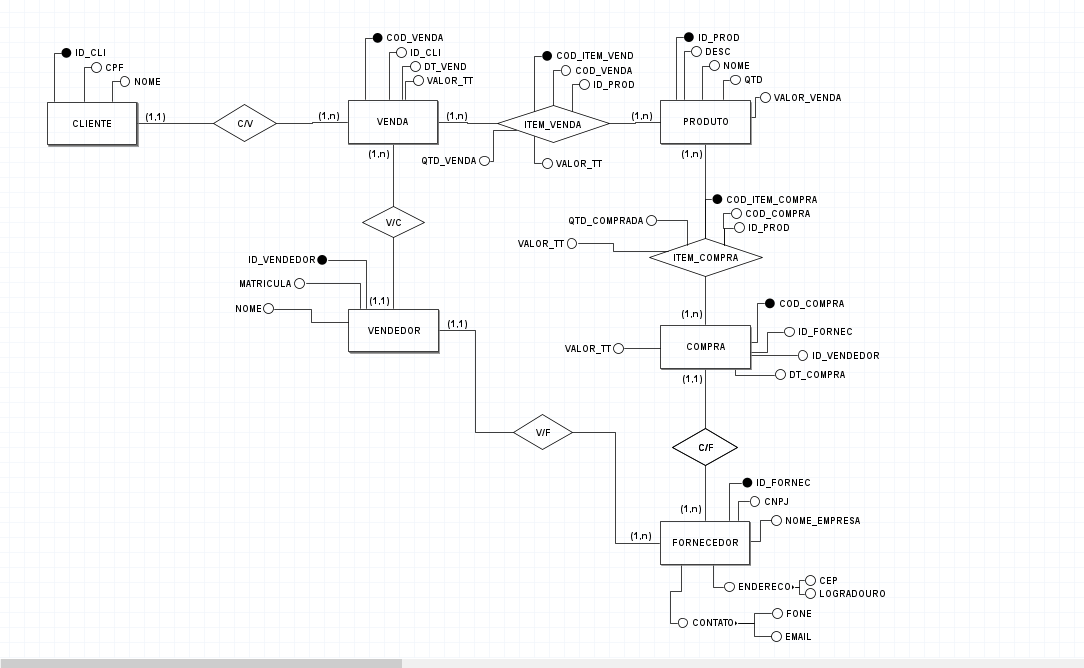 ID_CLI
CPF
NOME
CLIENTE
(1,1)
C/V
(1,n)
COD_VENDA
ID_CLI
DT_VEND
VALOR_TT
VENDA
(1,n)
(1,n)
COD_ITEM_VEND
COD_VENDA
ID_PROD
ITEM_VENDA
QTD_VENDA
VALOR_TT
(1,n)
ID_PROD
DESC
NOME
QTD
VALOR_VENDA
PRODUTO
(1,n)
V/C
COD_ITEM_COMPRA
COD_COMPRA
ID_PROD
QTD_COMPRADA
VALOR_TT
ITEM_COMPRA
ID_VENDEDOR
MATRICULA
NOME
(1,1)
VENDEDOR
(1,1)
(1,n)
COD_COMPRA
ID_FORNEC
ID_VENDEDOR
DT_COMPRA
VALOR_TT
COMPRA
(1,1)
V/F
C/F
(1,n)
(1,n)
ID_FORNEC
CNPJ
NOME_EMPRESA
FORNECEDOR
ENDERECO
CEP
LOGRADOURO
CONTATO
FONE
EMAIL